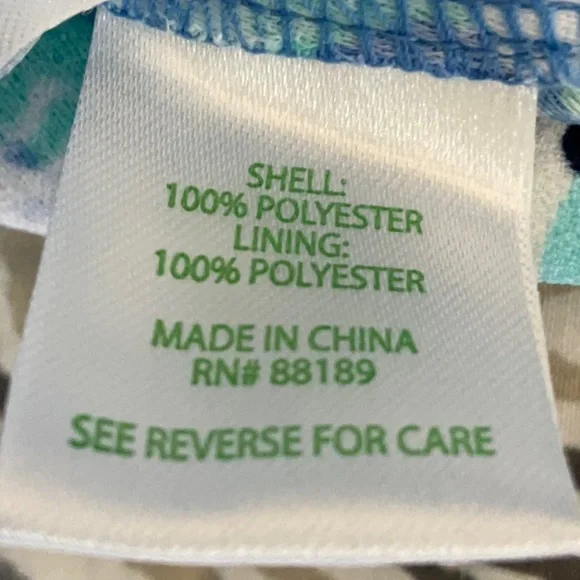 SHELL:
100% POLYESTER
LINING:
100% POLYESTER
MADE IN CHINA
RN# 88189
SEE REVERSE FOR CARE